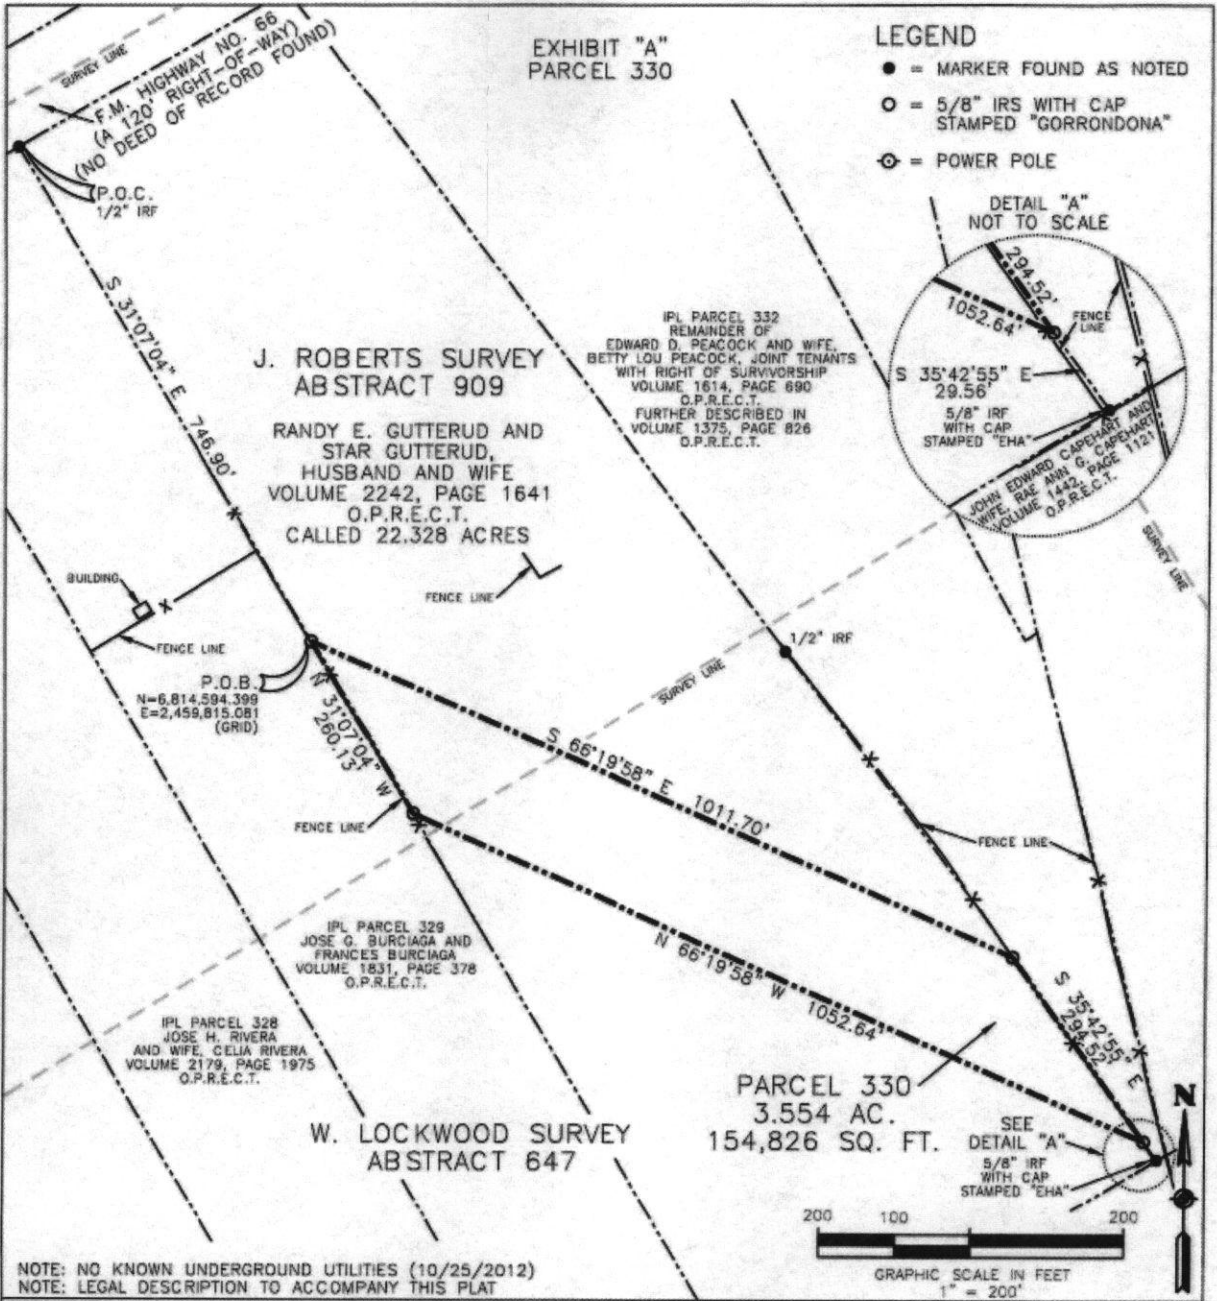 EXHIBIT "A"
PARCEL 330
LEGEND
● = MARKER FOUND AS NOTED
○ = 5/8" IRS WITH CAP
STAMPED "GORRONDONA"
= POWER POLE
SURVEY LINE
F.M. HIGHWAY NO. 66
(A 120' RIGHT-OF-WAY)
(NO DEED OF RECORD FOUND)
P.O.C.
1/2" IRF
S 31°07'04" E 746.90'
DETAIL "A"
NOT TO SCALE
294.52'
1052.64'
FENCE
LINE
S 35°42'55" E
29.56'
5/8" IRF
WITH CAP
STAMPED "EHA"
JOHN EDWARD CAPEHART AND
WIFE, RAE ANN G. CAPEHART
VOLUME 1442, PAGE 1121
O.P.R.E.C.T.
SURVEY LINE
IPL PARCEL 332
REMAINDER OF
EDWARD D. PEACOCK AND WIFE,
BETTY LOU PEACOCK, JOINT TENANTS
WITH RIGHT OF SURVIVORSHIP
VOLUME 1614, PAGE 690
O.P.R.E.C.T.
FURTHER DESCRIBED IN
VOLUME 1375, PAGE 826
O.P.R.E.C.T.
J. ROBERTS SURVEY
ABSTRACT 909
RANDY E. GUTTERUD AND
STAR GUTTERUD,
HUSBAND AND WIFE
VOLUME 2242, PAGE 1641
O.P.R.E.C.T.
CALLED 22.328 ACRES
BUILDING
FENCE LINE
FENCE LINE
1/2" IRF
SURVEY LINE
P.O.B.
N=6,814,594.399
E=2,459,815.081
(GRID)
N 31°07'04" W
260.13'
S 66°19'58" E 1011.70'
FENCE LINE
FENCE LINE
N 66°19'58" W 1052.64'
S 35°42'55" E
294.52'
IPL PARCEL 329
JOSE G. BURCIAGA AND
FRANCES BURCIAGA
VOLUME 1831, PAGE 378
O.P.R.E.C.T.
IPL PARCEL 328
JOSE H. RIVERA
AND WIFE, CELIA RIVERA
VOLUME 2179, PAGE 1975
O.P.R.E.C.T.
PARCEL 330
3.554 AC.
154,826 SQ. FT.
W. LOCKWOOD SURVEY
ABSTRACT 647
SEE
DETAIL "A"
5/8" IRF
WITH CAP
STAMPED "EHA"
N
200 100 200
GRAPHIC SCALE IN FEET
1" = 200'
NOTE: NO KNOWN UNDERGROUND UTILITIES (10/25/2012)
NOTE: LEGAL DESCRIPTION TO ACCOMPANY THIS PLAT